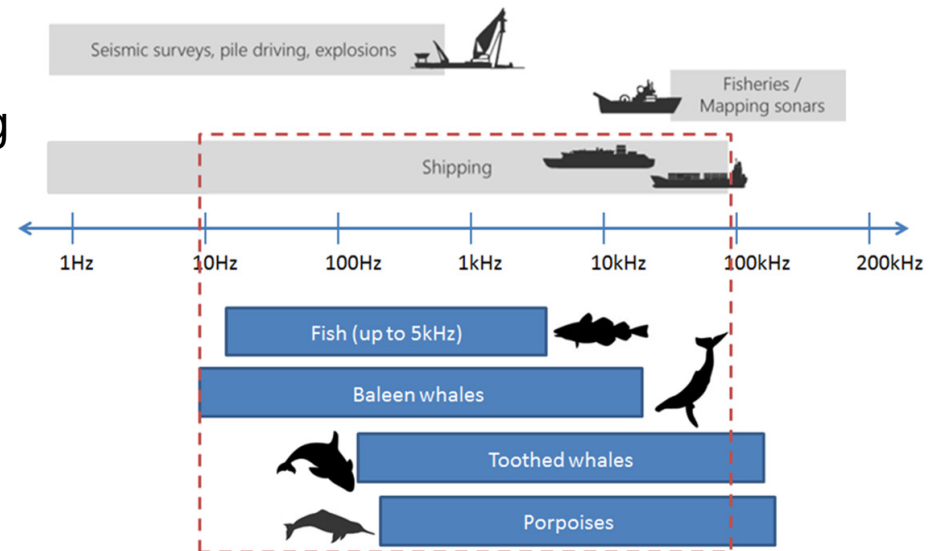 Seismic surveys, pile driving, explosions
Fisheries /
Mapping sonars
g
Shipping
1Hz 10Hz 100Hz 1kHz 10kHz 100kHz 200kHz
Fish (up to 5kHz)
Baleen whales
Toothed whales
Porpoises